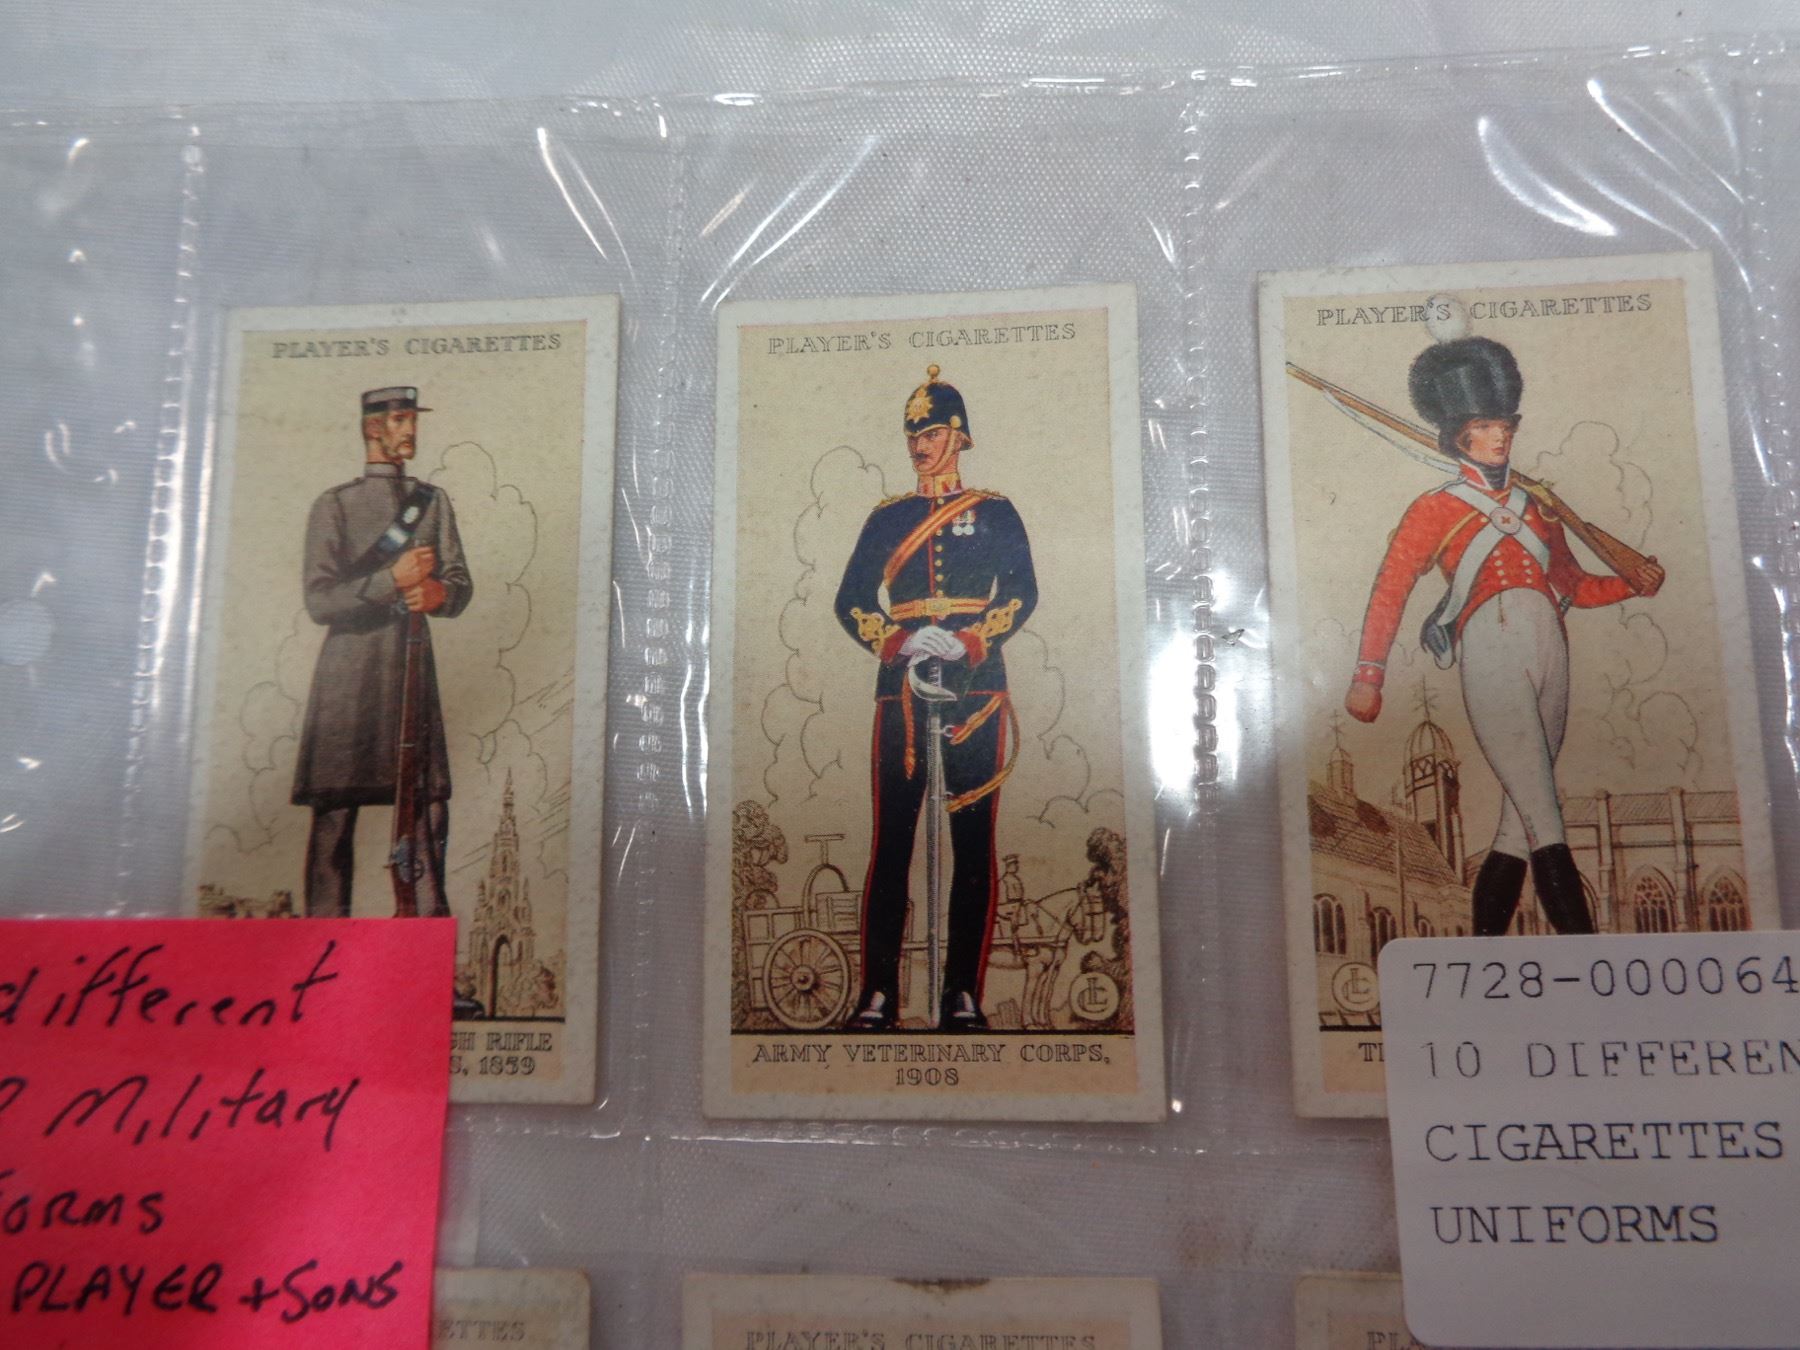 PLAYER'S CIGARETTES
PLAYER'S CIGARETTES
PLAYER'S CIGARETTES
RIFLE
1859
ARMY VETERINARY CORPS,
1908
different
Military
PLAYER + SONS
7728-000064
10 DIFFEREN
CIGARETTES
UNIFORMS
PLAYER'S CIGARETTES